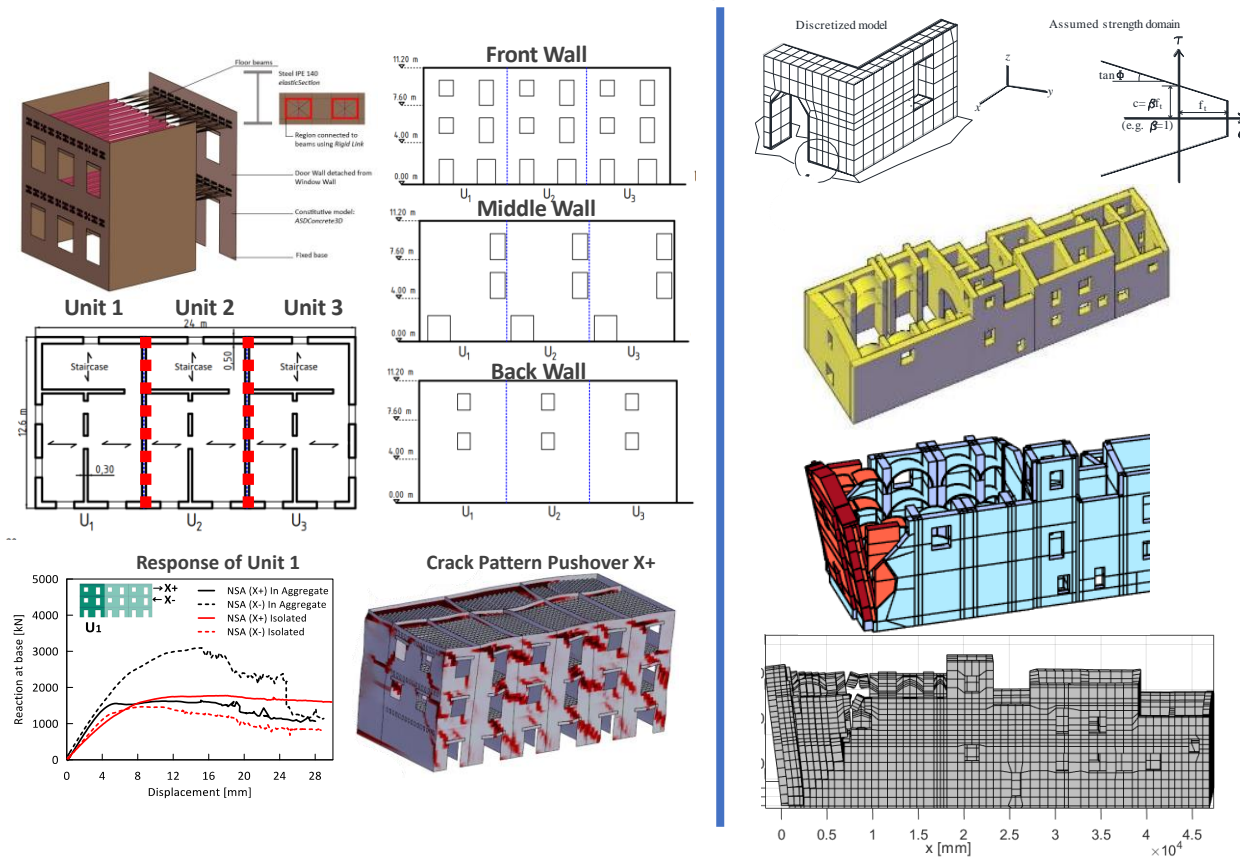 Floor beams
Steel IPE 140
elasticSection
Region connected to
beams using Rigid Link
Door Wall detached from
Window Wall
Constitutive model:
ASDConcrete3D
Fixed base
Front Wall
11.20 m
7.60 m
4.00 m
0.00 m
U1
U2
U3
Middle Wall
11.20 m
7.60 m
4.00 m
0.00 m
U1
U2
U3
Back Wall
11.20 m
7.60 m
4.00 m
0.00 m
U1
U2
U3
Unit 1 Unit 2 Unit 3
24 m
12.6 m
0,50
Staircase Staircase Staircase
0,30
U1 U2 U3
Response of Unit 1
5000
4000
3000
2000
1000
0
Reaction at base [kN]
X+
X-
U1
NSA (X+) In Aggregate
NSA (X-) In Aggregate
NSA (X+) Isolated
NSA (X-) Isolated
0 4 8 12 16 20 24 28
Displacement [mm]
Crack Pattern Pushover X+
Discretized model
z
x
y
Assumed strength domain
τ
tanϕ
c=βft
(e.g. β=1)
ft
0 0.5 1 1.5 2 2.5 3 3.5 4 4.5
x [mm]
×10^4